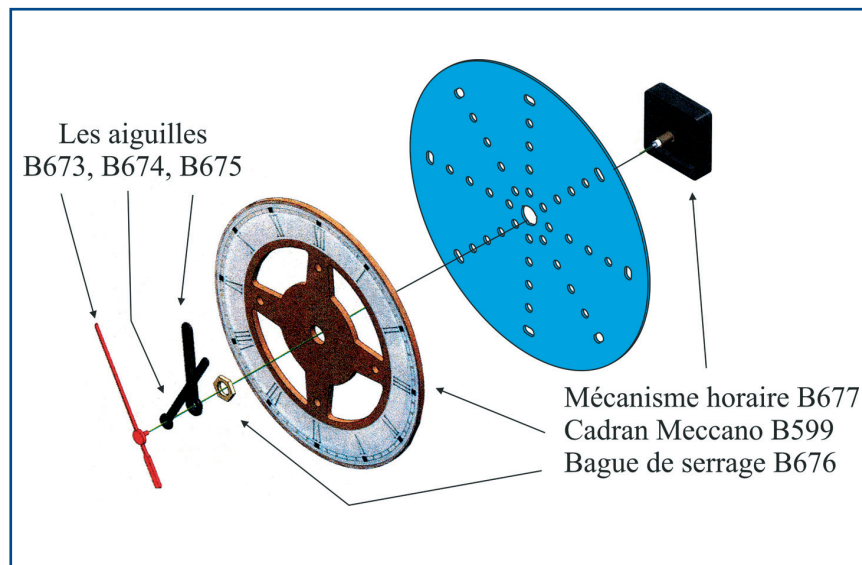 Les aiguilles
B673, B674, B675
Mécanisme horaire B677
Cadran Meccano B599
Bague de serrage B676